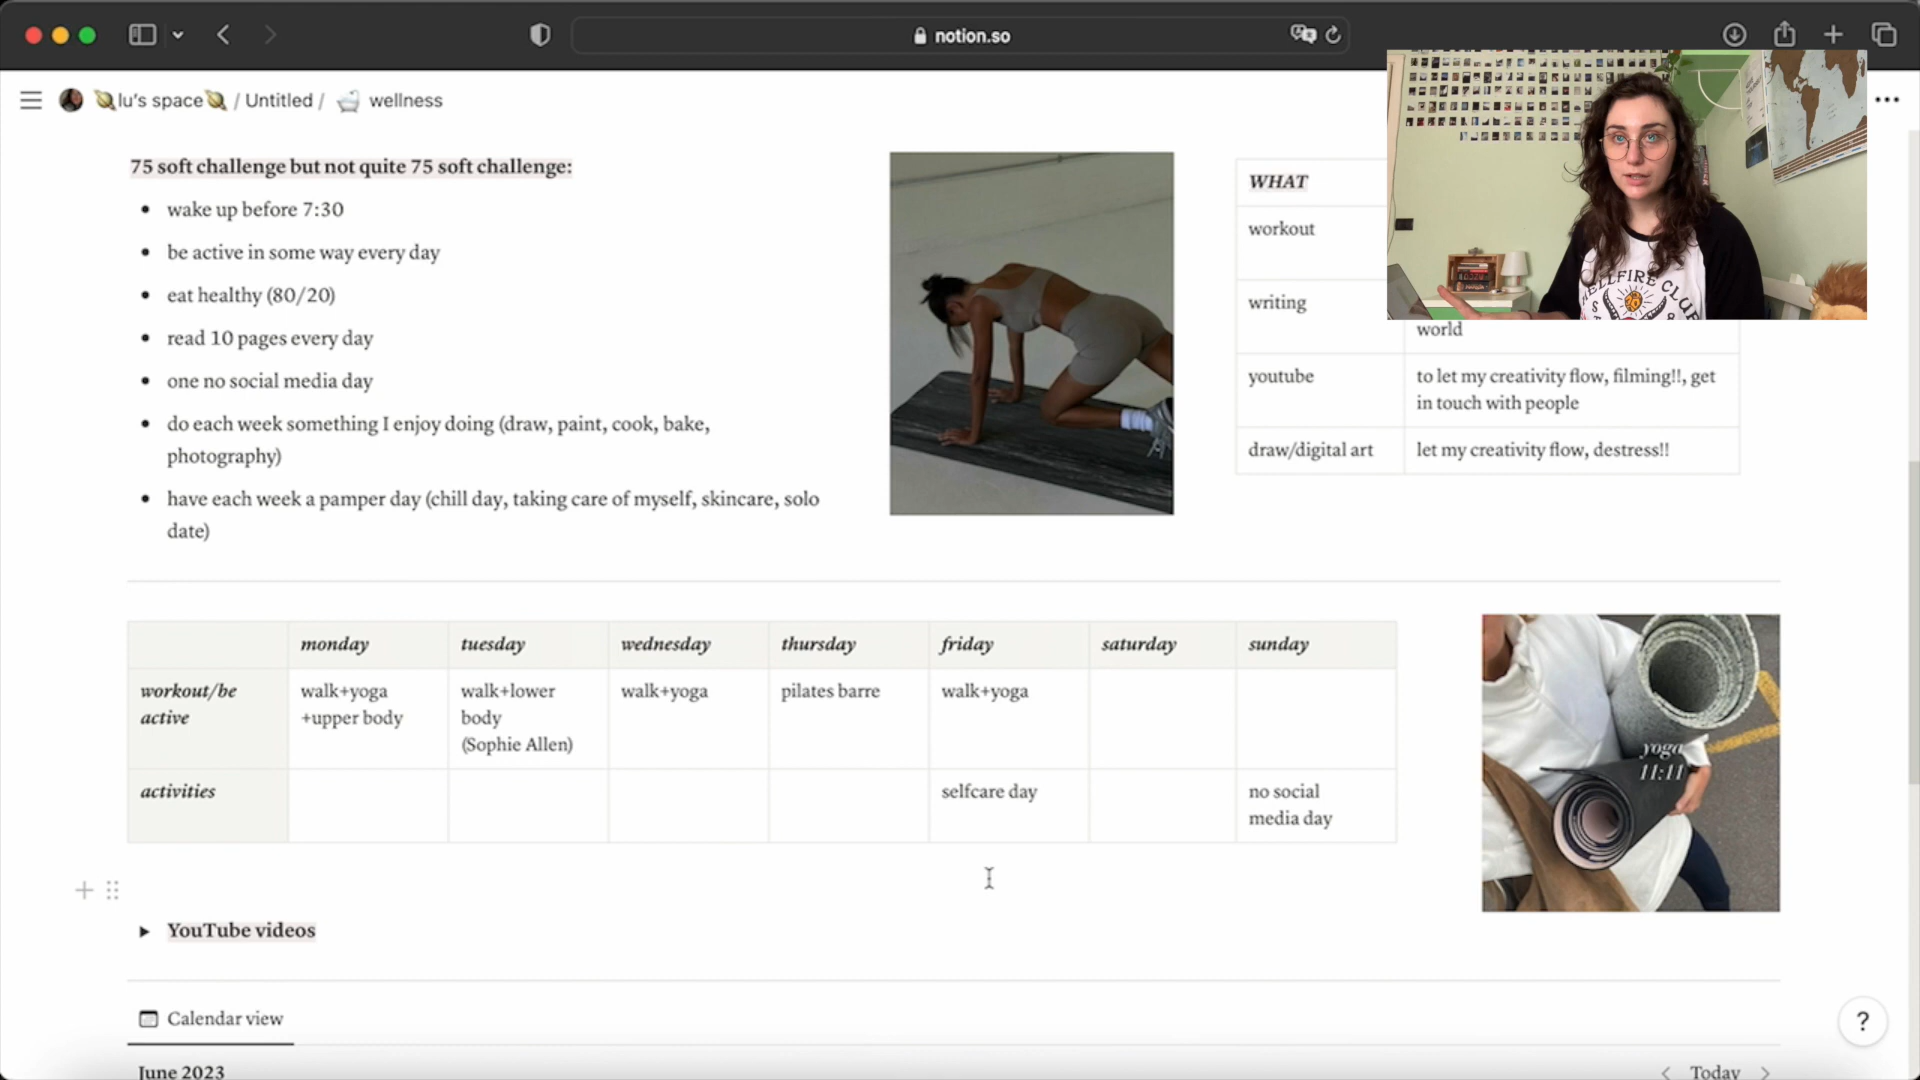 notion.so
lu's space / Untitled / wellness
75 soft challenge but not quite 75 soft challenge:
• wake up before 7:30
• be active in some way every day
• eat healthy (80/20)
• read 10 pages every day
• one no social media day
• do each week something I enjoy doing (draw, paint, cook, bake,
photography)
• have each week a pamper day (chill day, taking care of myself, skincare, solo
date)
WHAT
workout
writing
world
youtube
to let my creativity flow, filming!!, get
in touch with people
draw/digital art
let my creativity flow, destress!!
HELLFIRE CLUB
monday tuesday wednesday thursday friday saturday sunday
workout/be
active
walk+yoga
+upper body
walk+lower
body
(Sophie Allen)
walk+yoga
pilates barre
walk+yoga
activities
selfcare day
no social
media day
yoga
11:11
YouTube videos
Calendar view
June 2023
Today
?